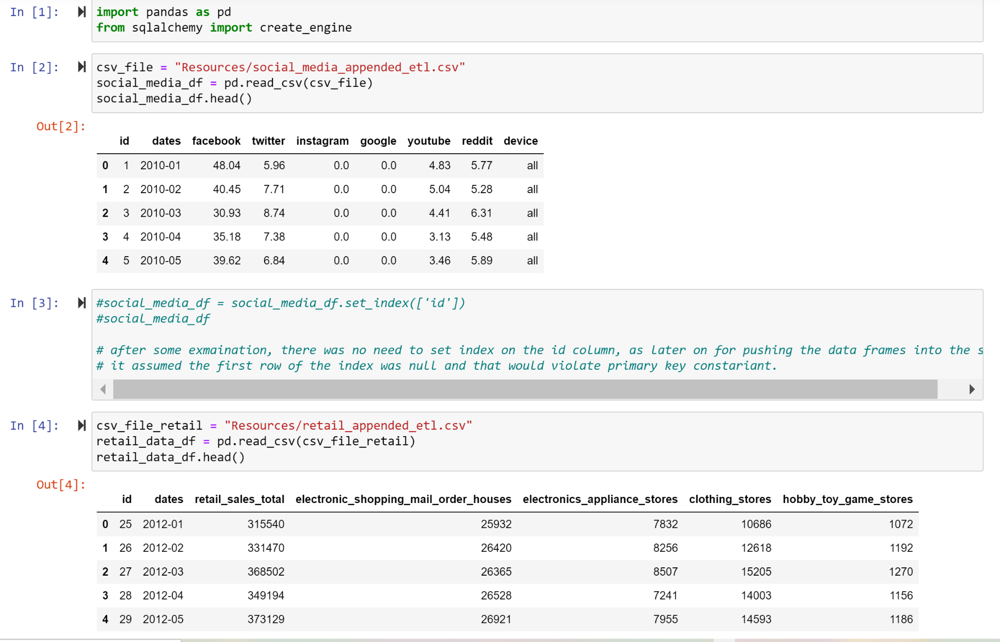 In [1]:
import pandas as pd
from sqlalchemy import create_engine
In [2]:
csv_file = "Resources/social_media_appended_etl.csv"
social_media_df = pd.read_csv(csv_file)
social_media_df.head()
Out[2]:
id dates facebook twitter instagram google youtube reddit device
0 1 2010-01 48.04 5.96 0.0 0.0 4.83 5.77 all
1 2 2010-02 40.45 7.71 0.0 0.0 5.04 5.28 all
2 3 2010-03 30.93 8.74 0.0 0.0 4.41 6.31 all
3 4 2010-04 35.18 7.38 0.0 0.0 3.13 5.48 all
4 5 2010-05 39.62 6.84 0.0 0.0 3.46 5.89 all
In [3]:
#social_media_df = social_media_df.set_index(['id'])
#social_media_df
# after some exmaination, there was no need to set index on the id column, as later on for pushing the data frames into the s
# it assumed the first row of the index was null and that would violate primary key constariant.
In [4]:
csv_file_retail = "Resources/retail_appended_etl.csv"
retail_data_df = pd.read_csv(csv_file_retail)
retail_data_df.head()
Out[4]:
id dates retail_sales_total electronic_shopping_mail_order_houses electronics_appliance_stores clothing_stores hobby_toy_game_stores
0 25 2012-01 315540 25932 7832 10686 1072
1 26 2012-02 331470 26420 8256 12618 1192
2 27 2012-03 368502 26365 8507 15205 1270
3 28 2012-04 349194 26528 7241 14003 1156
4 29 2012-05 373129 26921 7955 14593 1186